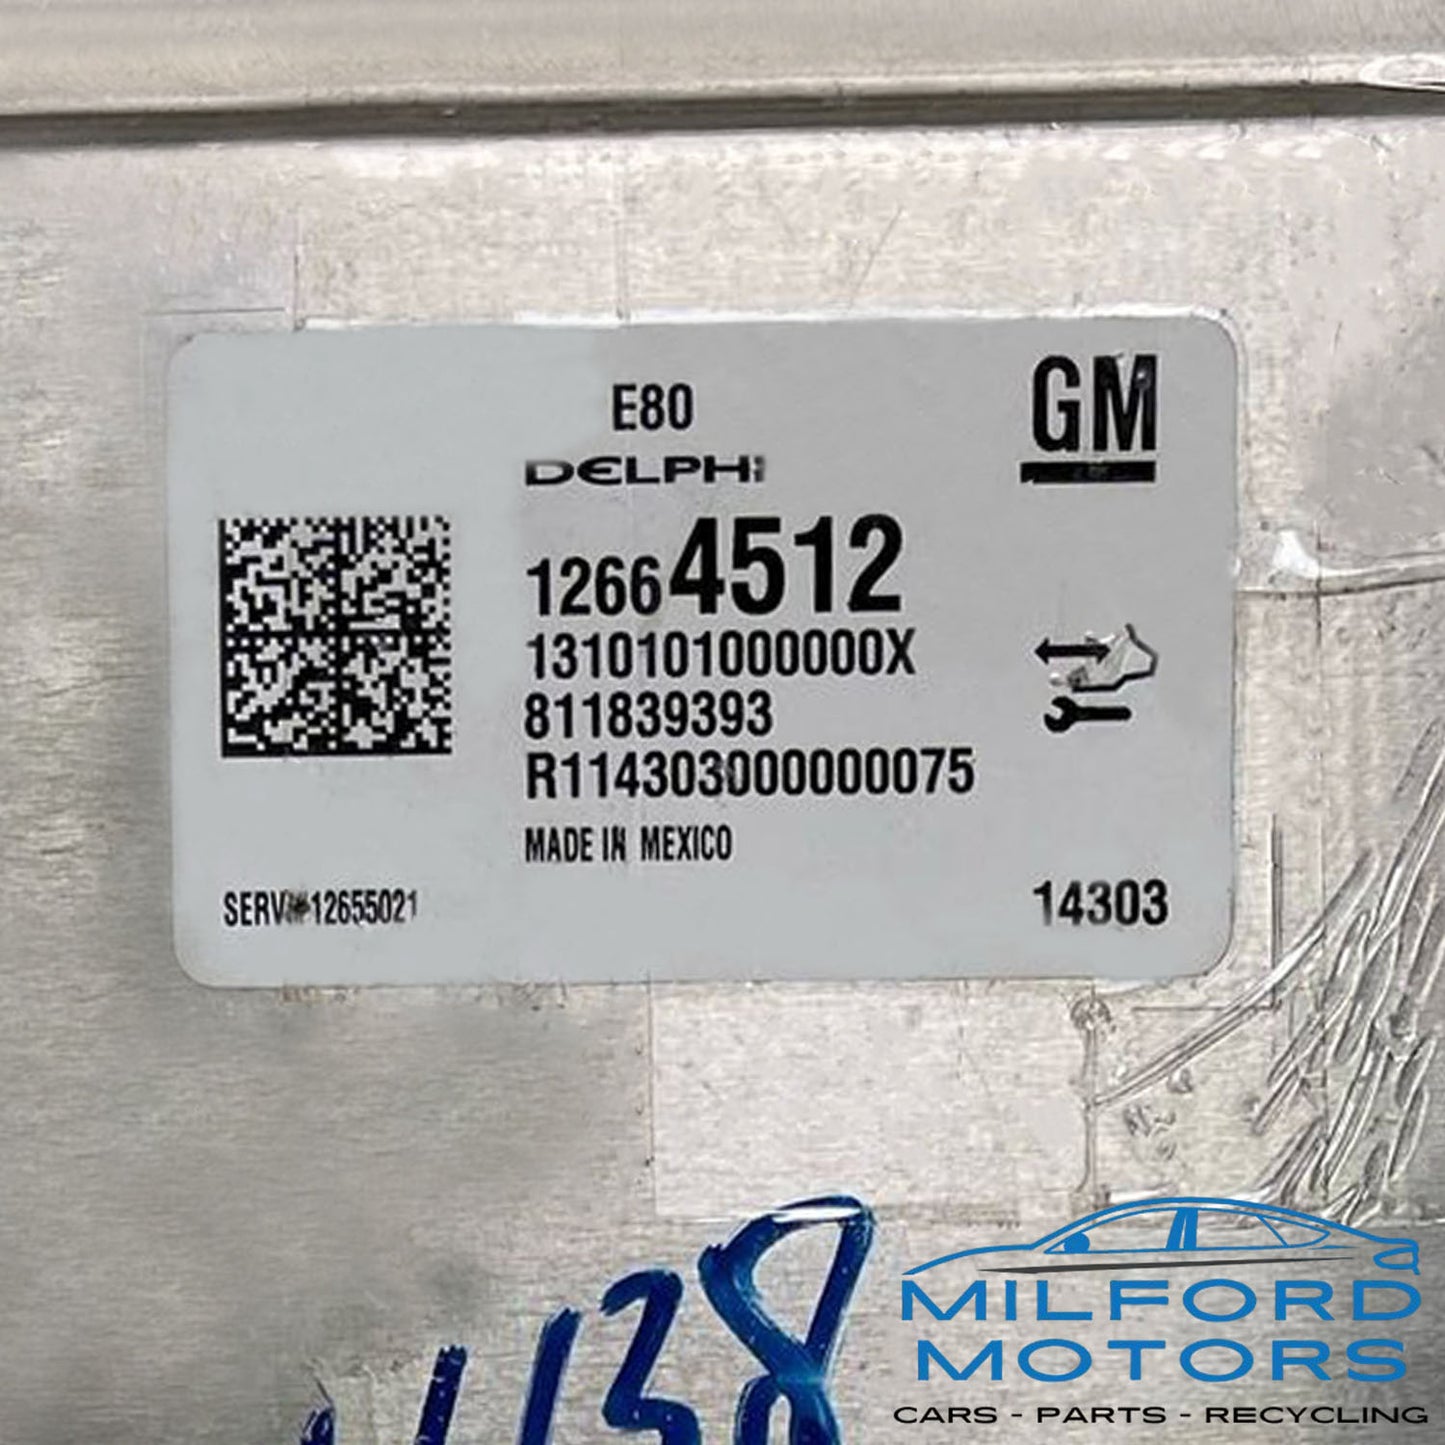 E80
GM
DELPHI
12664512
1310101000000X
811839393
R114303000000075
MADE IN MEXICO
SERV# 12655021
14303
MILFORD
MOTORS
CARS - PARTS - RECYCLING